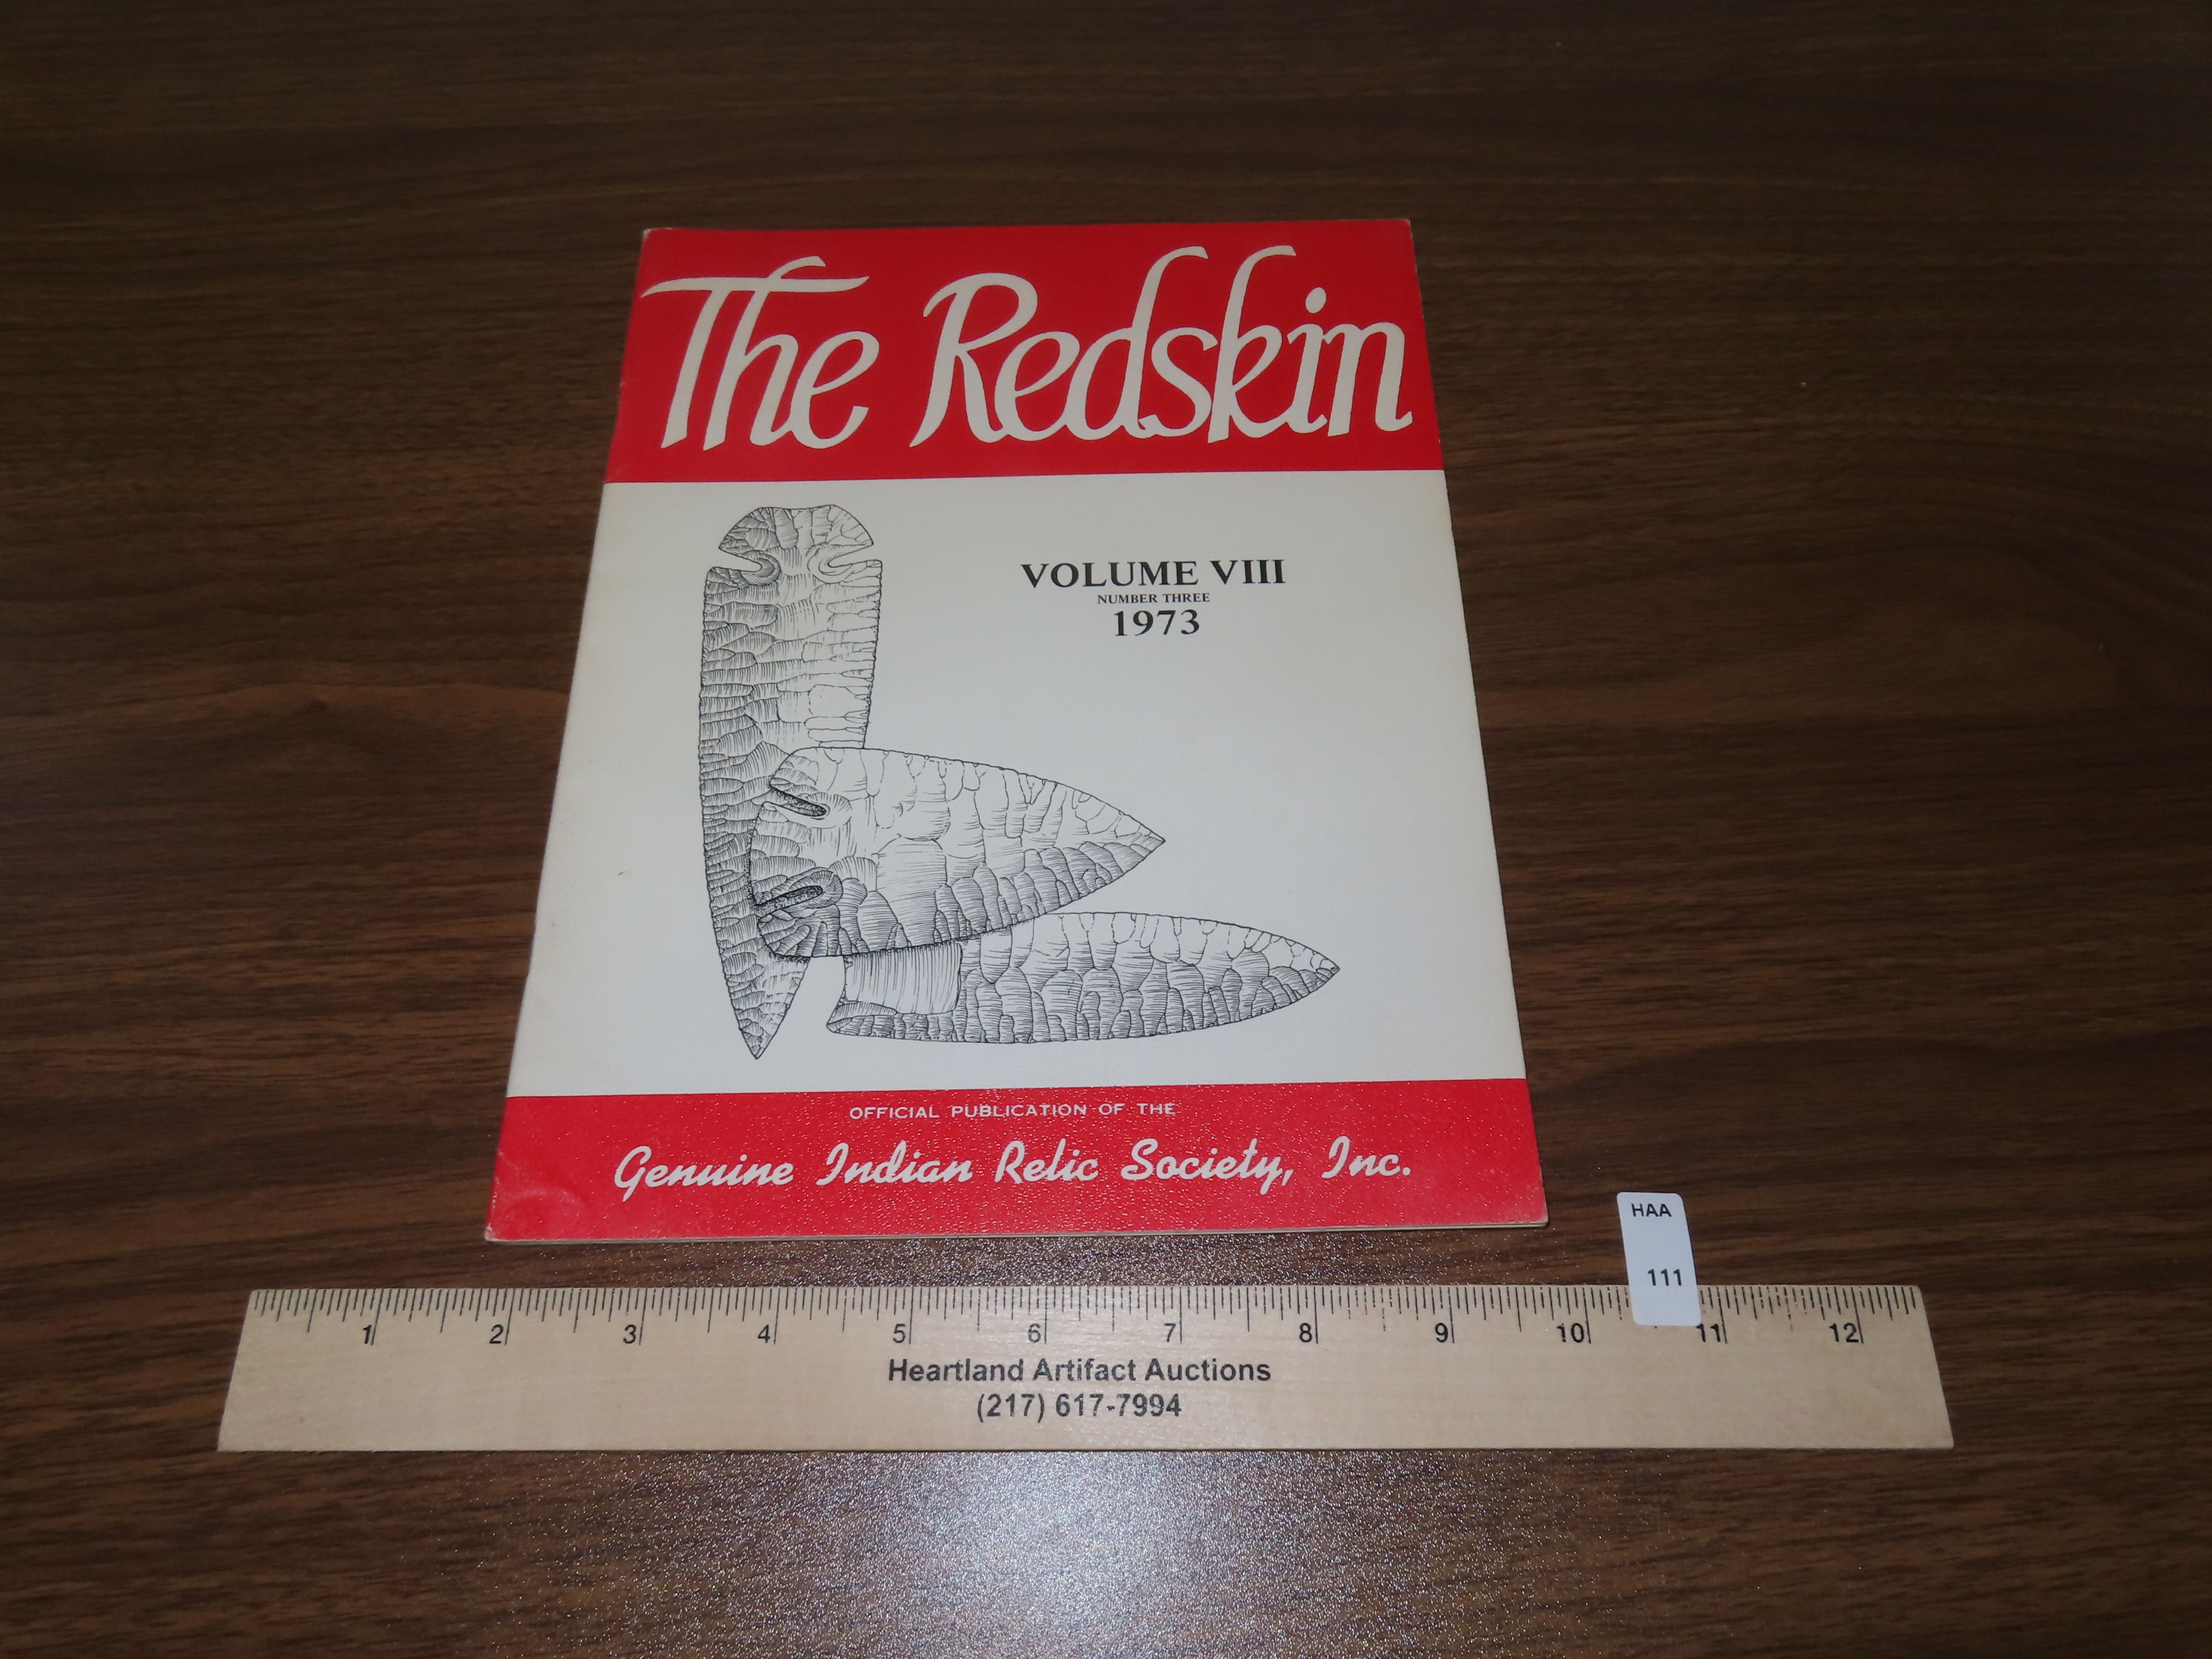 The Redskin
VOLUME VIII
NUMBER THREE
1973
OFFICIAL PUBLICATION OF THE
Genuine Indian Relic Society, Inc.
HAA
111
1 2 3 4 5 6 7 8 9 10 11 12
Heartland Artifact Auctions
(217) 617-7994